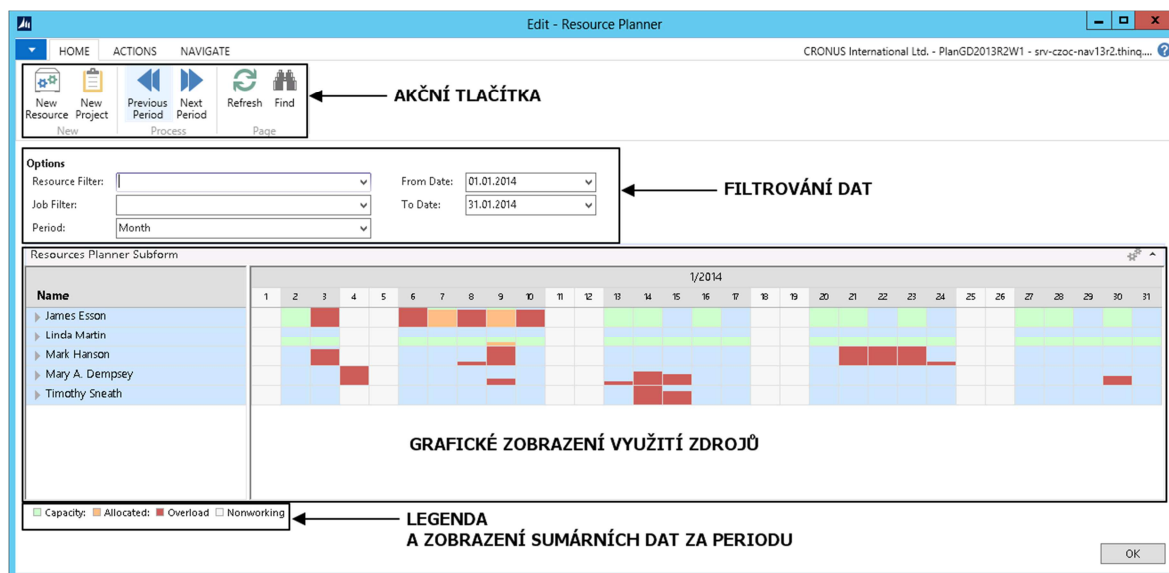 Edit - Resource Planner
HOME ACTIONS NAVIGATE
CRONUS International Ltd. - PlanGD2013R2W1 - srv-czoc-nav13r2.thinq....
New Resource
New Project
New
Previous Period
Next Period
Process
Refresh
Find
Page
AKČNÍ TLAČÍTKA
Options
Resource Filter:
From Date: 01.01.2014
Job Filter:
To Date: 31.01.2014
Period: Month
FILTROVÁNÍ DAT
Resources Planner Subform
1/2014
Name 1 2 3 4 5 6 7 8 9 10 11 12 13 14 15 16 17 18 19 20 21 22 23 24 25 26 27 28 29 30 31
James Esson
Linda Martin
Mark Hanson
Mary A. Dempsey
Timothy Sneath
GRAFICKÉ ZOBRAZENÍ VYUŽITÍ ZDROJŮ
Capacity: Allocated: Overload Nonworking
LEGENDA
A ZOBRAZENÍ SUMÁRNÍCH DAT ZA PERIODU
OK